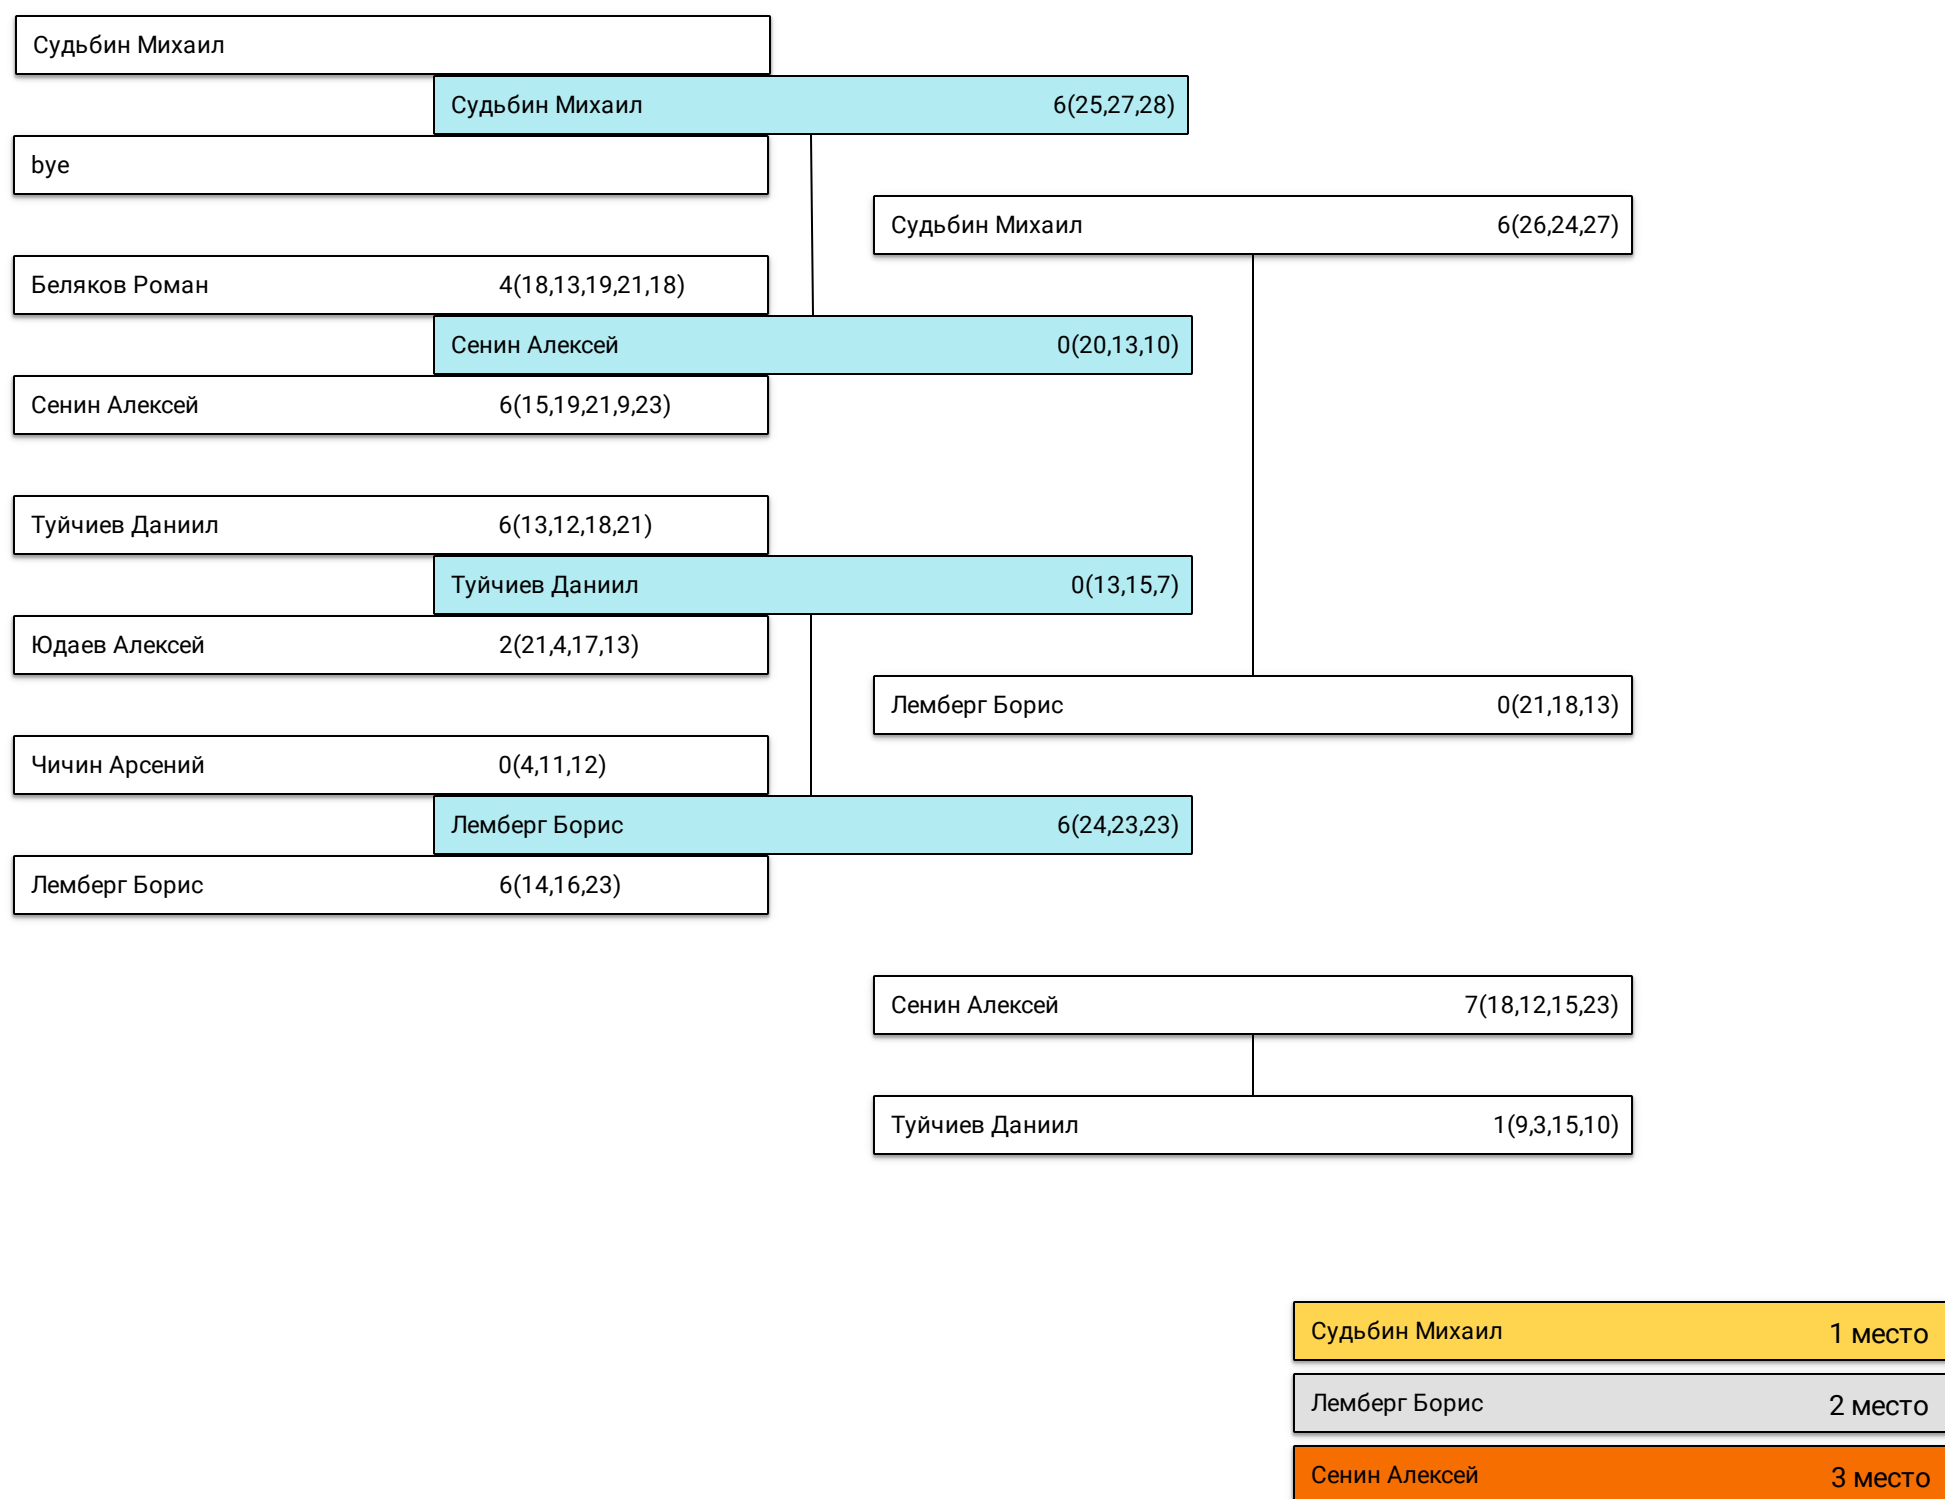 Судьбин Михаил
Судьбин Михаил 6(25,27,28)
bye
Судьбин Михаил 6(26,24,27)
Беляков Роман 4(18,13,19,21,18)
Сенин Алексей 0(20,13,10)
Сенин Алексей 6(15,19,21,9,23)
Туйчиев Даниил 6(13,12,18,21)
Туйчиев Даниил 0(13,15,7)
Юдаев Алексей 2(21,4,17,13)
Лемберг Борис 0(21,18,13)
Чичин Арсений 0(4,11,12)
Лемберг Борис 6(24,23,23)
Лемберг Борис 6(14,16,23)
Сенин Алексей 7(18,12,15,23)
Туйчиев Даниил 1(9,3,15,10)
Судьбин Михаил 1 место
Лемберг Борис 2 место
Сенин Алексей 3 место